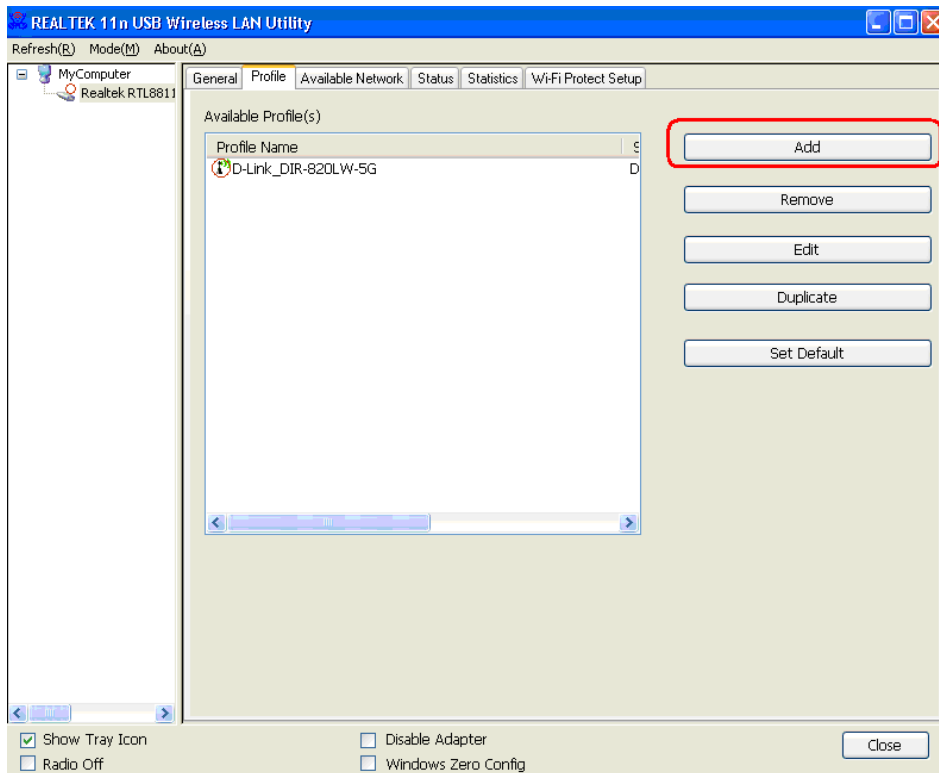 REALTEK 11n USB Wireless LAN Utility
Refresh(R) Mode(M) About(A)
MyComputer
Realtek RTL8811
General Profile Available Network Status Statistics Wi-Fi Protect Setup
Available Profile(s)
Profile Name S
D-Link_DIR-820LW-5G D
Add
Remove
Edit
Duplicate
Set Default
Show Tray Icon
Radio Off
Disable Adapter
Windows Zero Config
Close